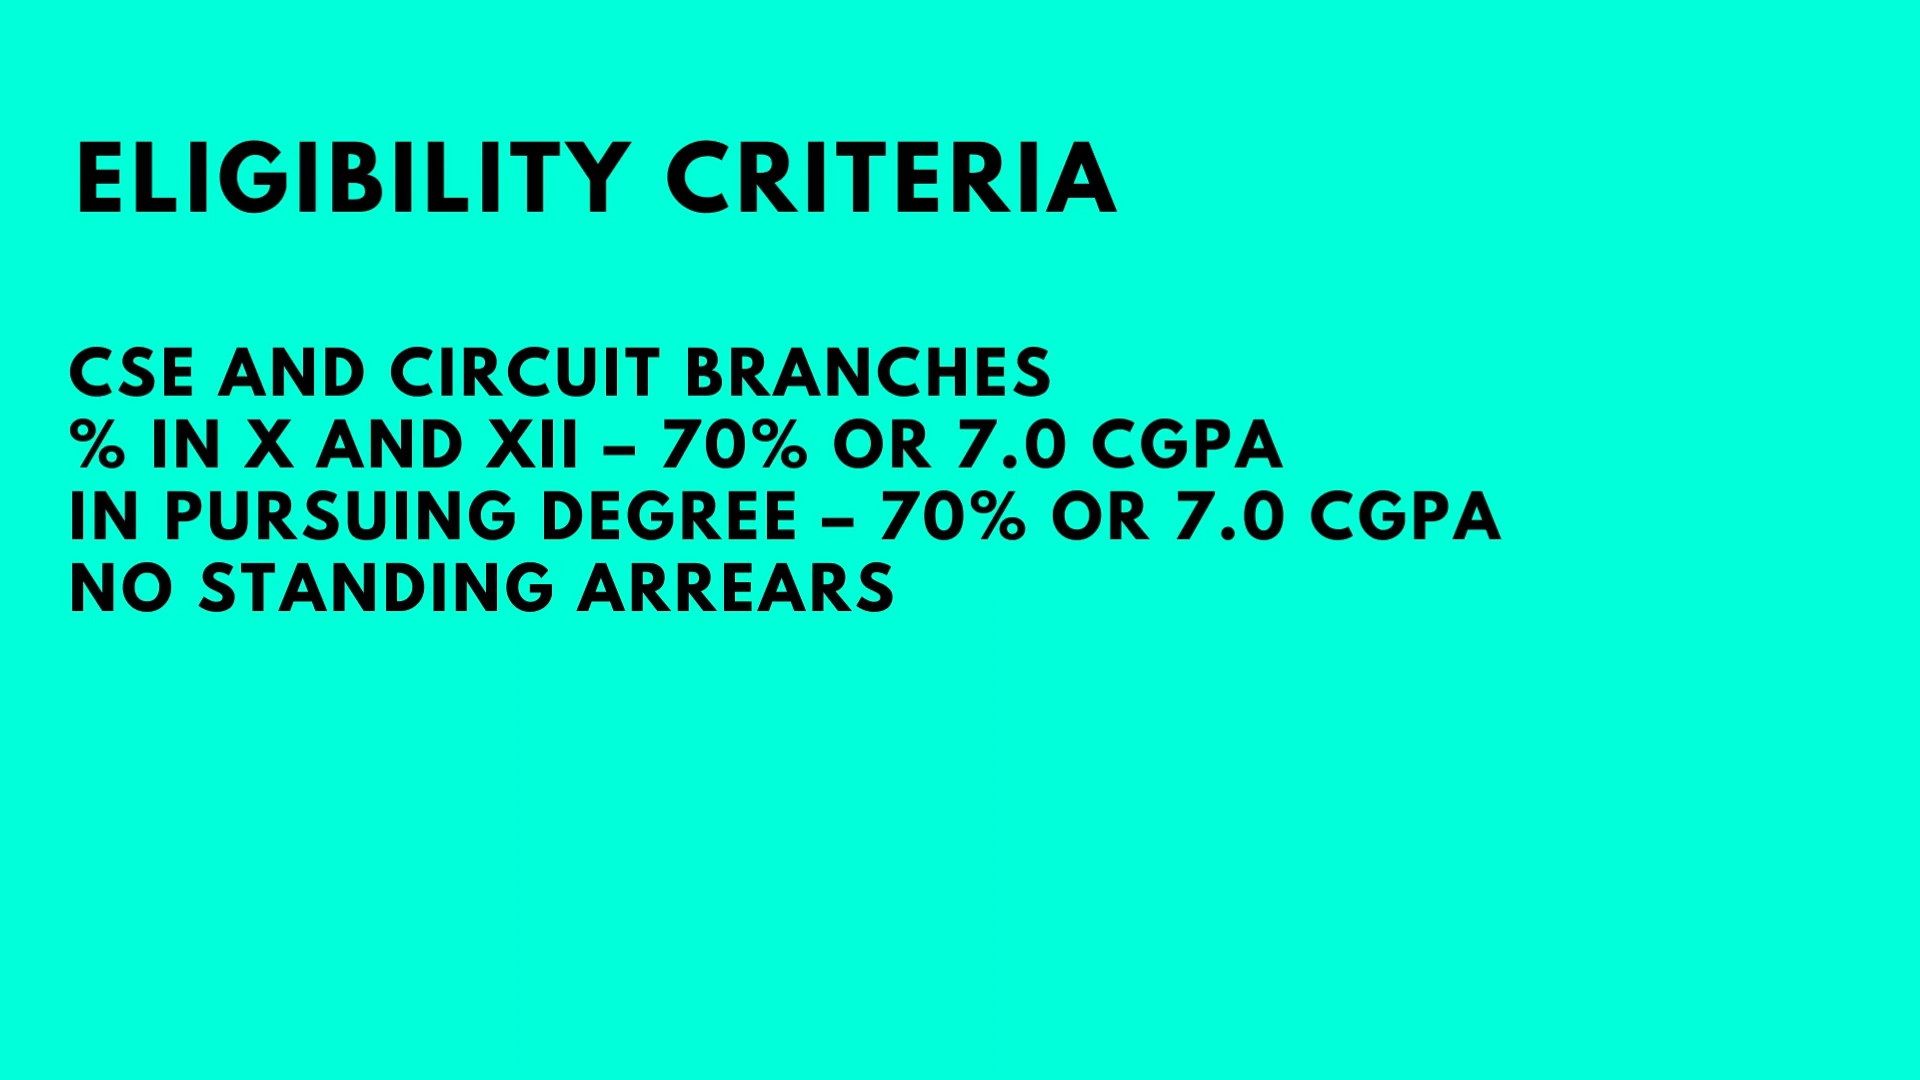 ELIGIBILITY CRITERIA
CSE AND CIRCUIT BRANCHES
% IN X AND XII – 70% OR 7.0 CGPA
IN PURSUING DEGREE – 70% OR 7.0 CGPA
NO STANDING ARREARS